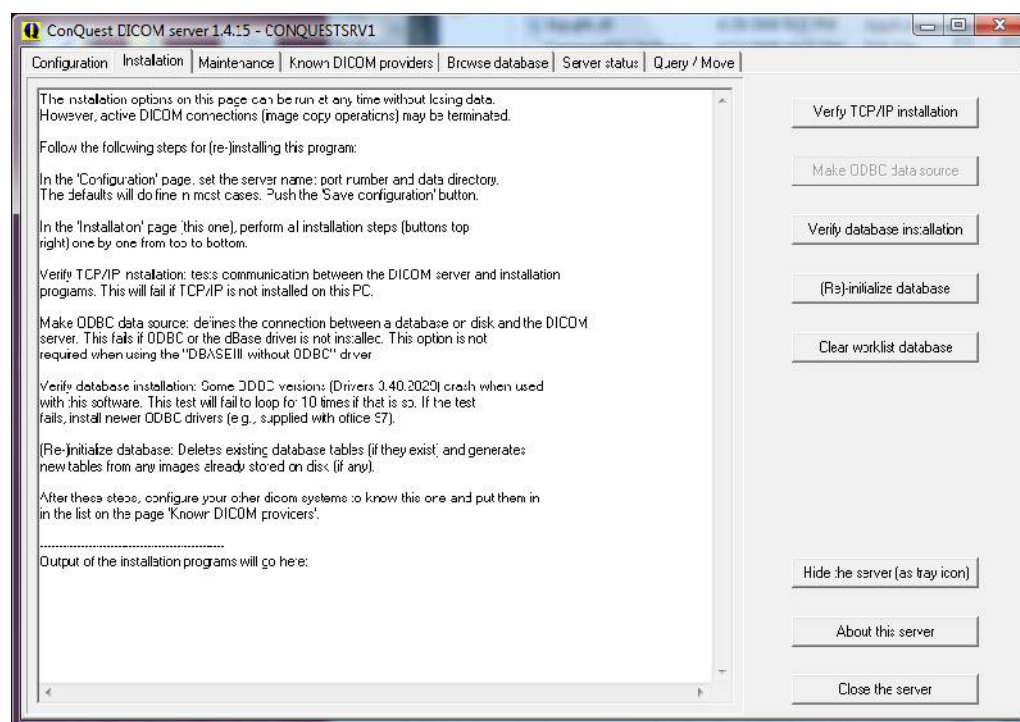 ConQuest DICOM server 1.4.15 - CONQUESTSRV1
Configuration Installation Maintenance Known DICOM providers Browse database Server status Query / Move
The installation options on this page can be run at any time without losing data.
However, active DICOM connections (image copy operations) may be terminated.
Follow the following steps for (re-)installing this program:
In the 'Configuration' page, set the server name; port number and data directory.
The defaults will do fine in most cases. Push the 'Save configuration' button.
In the 'Installation' page (this one), perform all installation steps (buttons top
right) one by one from top to bottom.
Verify TCP/IP installation: tests communication between the DICOM server and installation
programs. This will fail if TCP/IP is not installed on this PC.
Make ODBC data source: defines the connection between a database on disk and the DICOM
server. This fails if ODBC or the dBase driver is not installed. This option is not
required when using the "DBASEIII without ODBC" driver
Verify database installation: Some ODBC versions (Drivers 3.40.2029) crash when used
with this software. This test will fail to loop for 10 times if that is so. If the test
fails, install newer ODBC drivers (e.g., supplied with office 97).
(Re-)initialize database: Deletes existing database tables (if they exist) and generates
new tables from any images already stored on disk (if any).
After these steps, configure your other dicom systems to know this one and put them in
in the list on the page 'Known DICOM providers'.
------------------------------------------------
Output of the installation programs will go here:
Verify TCP/IP installation
Make ODBC data source
Verify database installation
(Re)-initialize database
Clear worklist database
Hide the server (as tray icon)
About this server
Close the server